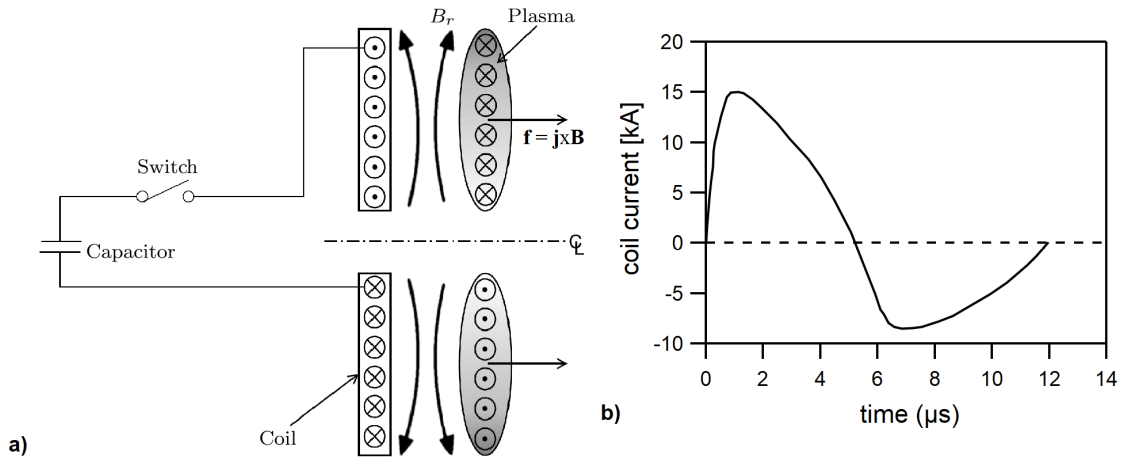 B_r
Plasma
f = jxB
Switch
℄
Capacitor
Coil
a)
20
15
10
5
0
-5
-10
coil current [kA]
0 2 4 6 8 10 12 14
time (µs)
b)